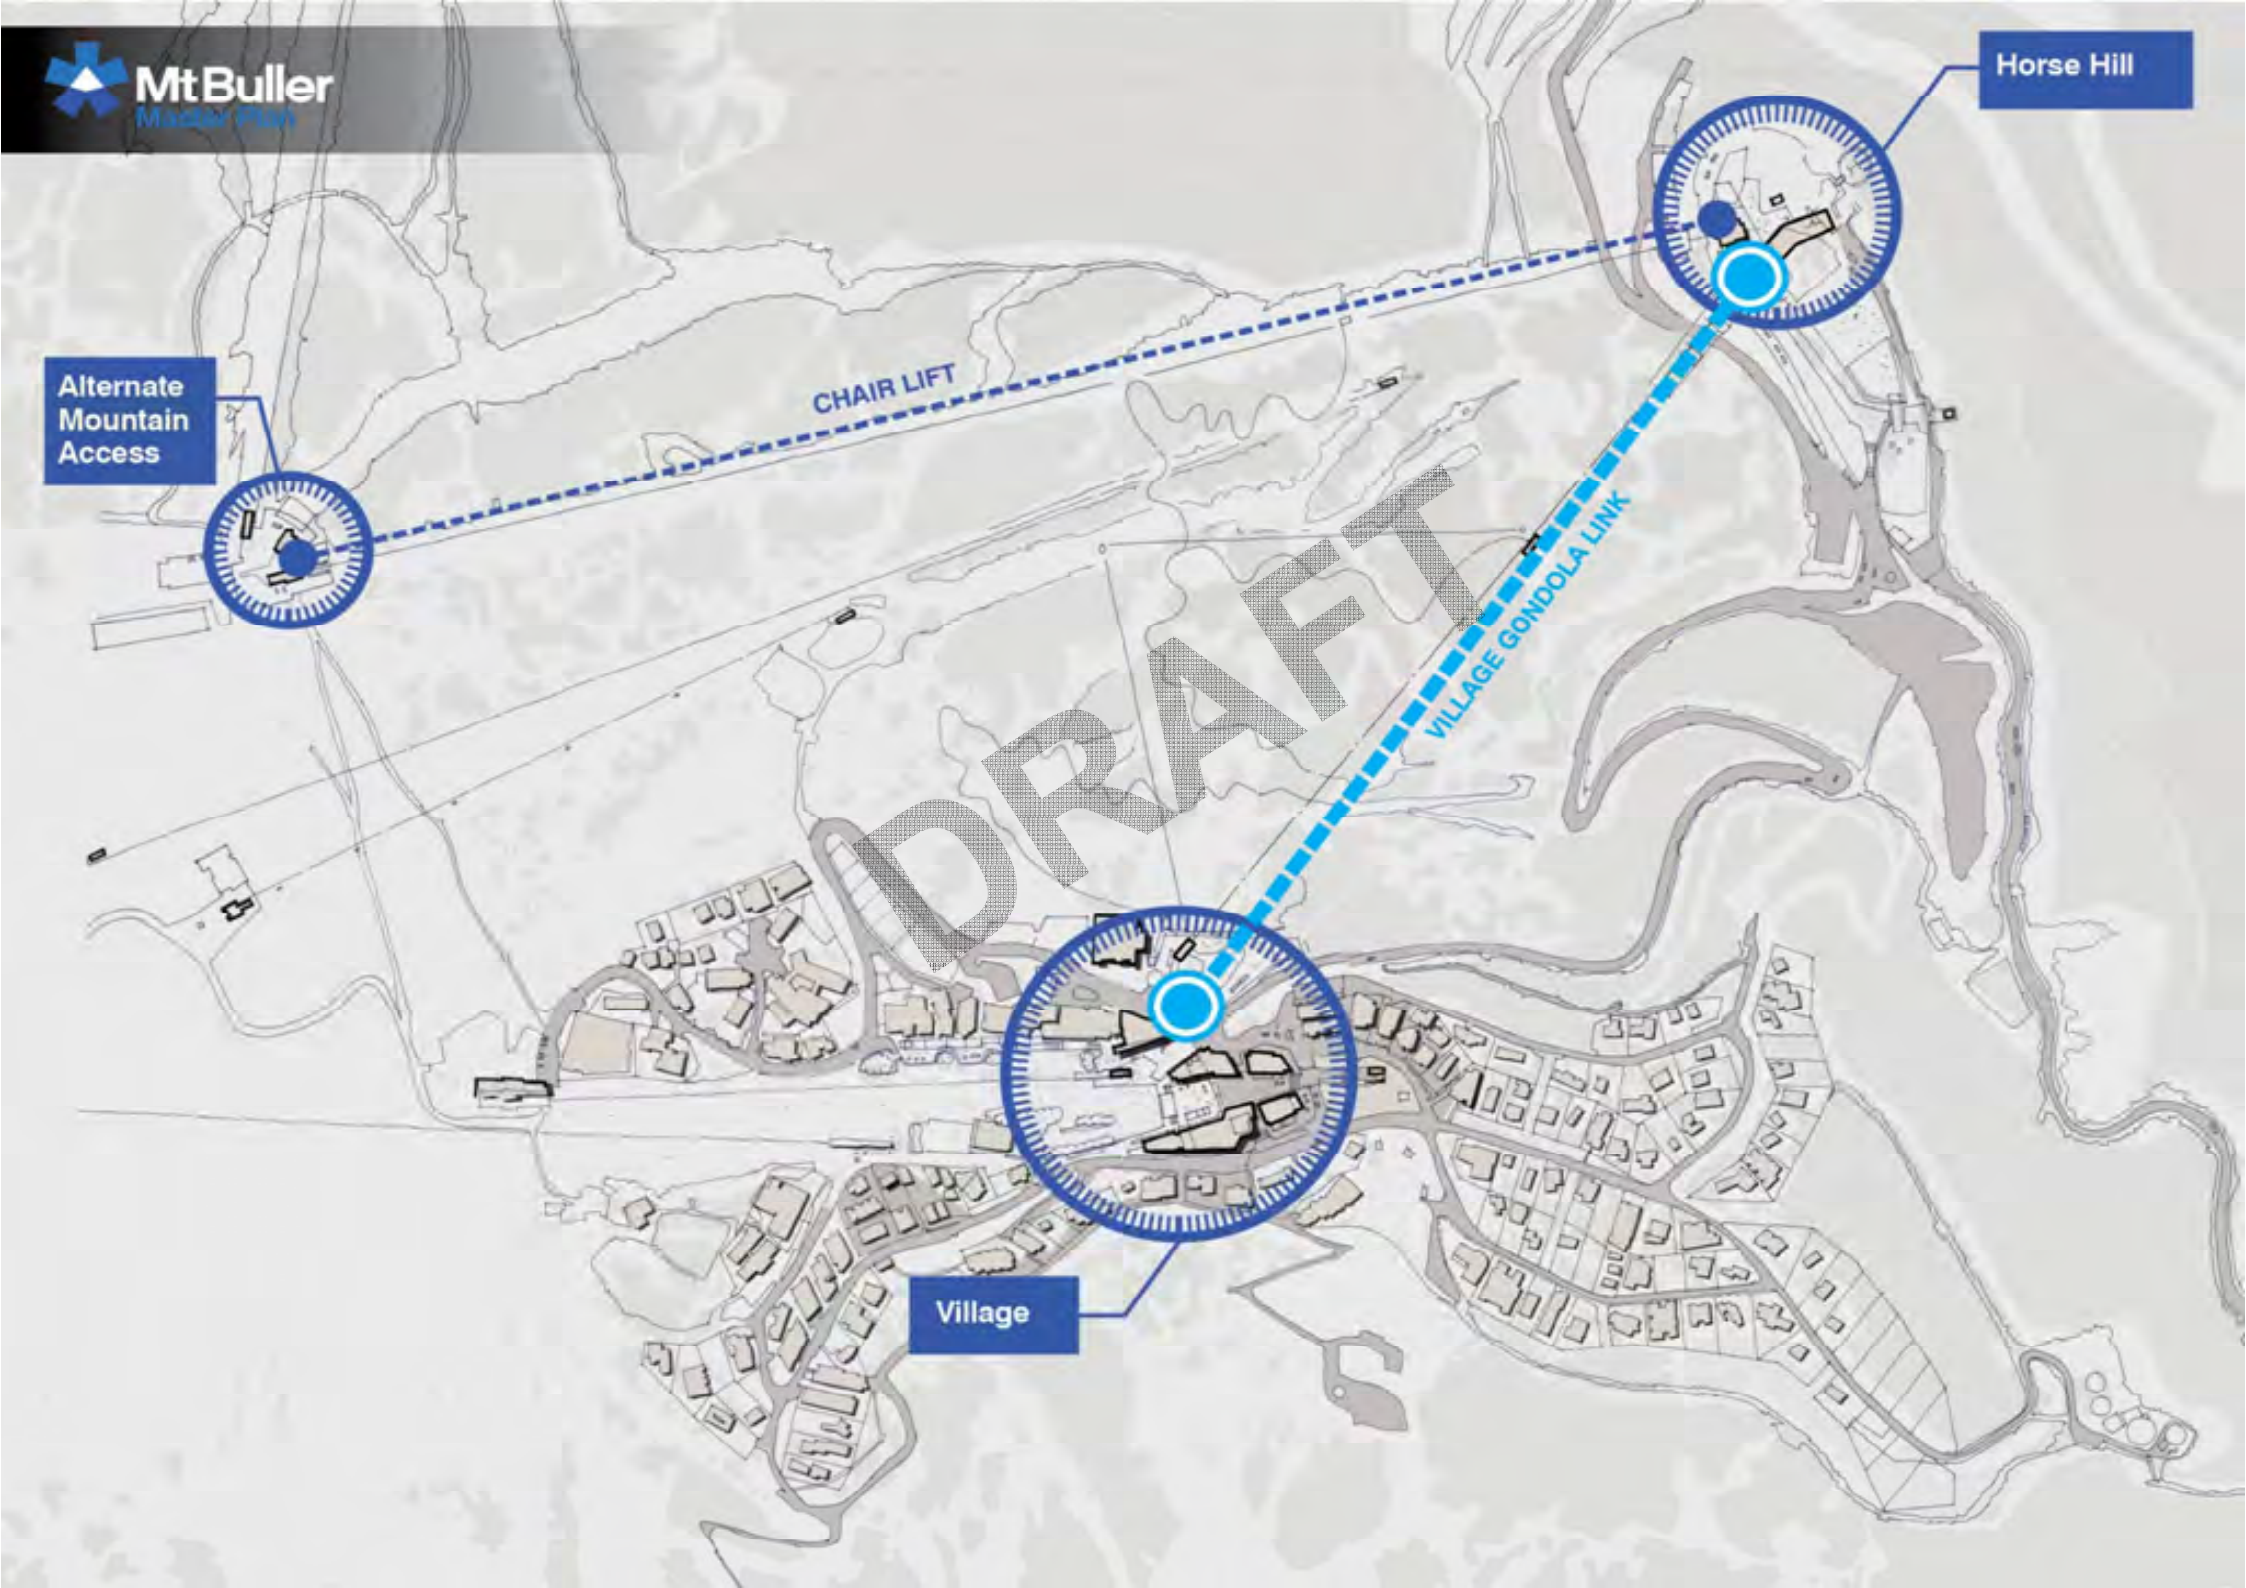 Mt Buller
Master Plan
Horse Hill
Alternate
Mountain
Access
CHAIR LIFT
VILLAGE GONDOLA LINK
DRAFT
Village